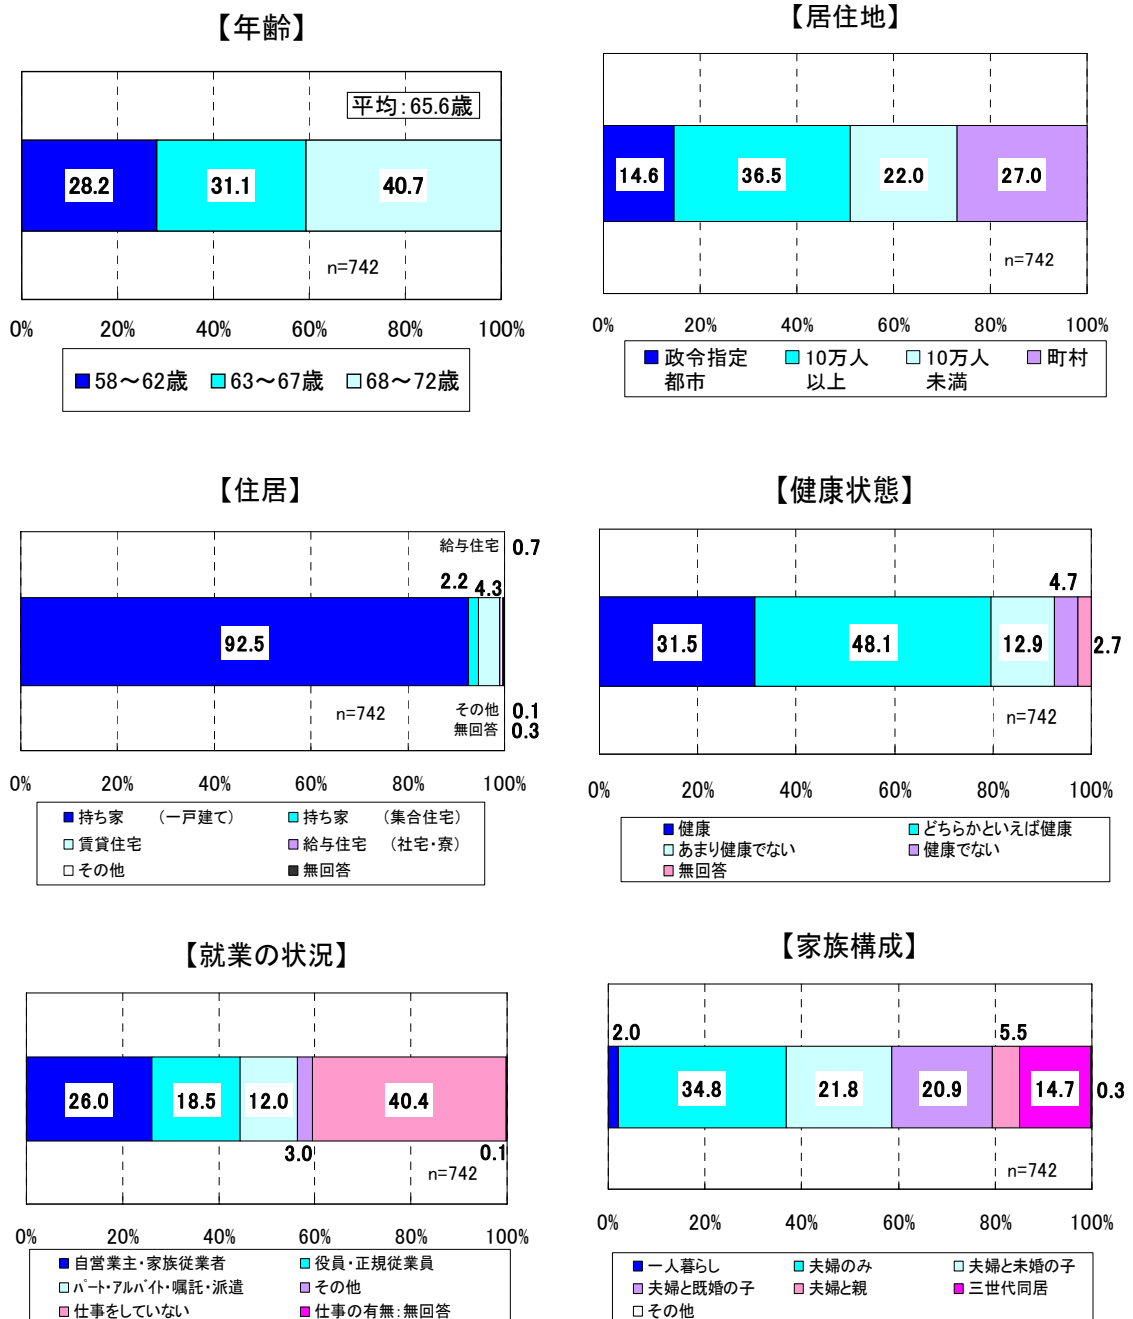 【年齢】
平均：65.6歳
28.2 31.1 40.7
n=742
0% 20% 40% 60% 80% 100%
58～62歳 63～67歳 68～72歳
【居住地】
14.6 36.5 22.0 27.0
n=742
0% 20% 40% 60% 80% 100%
政令指定 10万人 10万人 町村
都市 以上 未満
【住居】
給与住宅 0.7
2.2 4.3
92.5
n=742
その他 0.1
無回答 0.3
0% 20% 40% 60% 80% 100%
持ち家 （一戸建て） 持ち家 （集合住宅）
賃貸住宅 給与住宅 （社宅・寮）
その他 無回答
【健康状態】
4.7
31.5 48.1 12.9 2.7
n=742
0% 20% 40% 60% 80% 100%
健康 どちらかといえば健康
あまり健康でない 健康でない
無回答
【就業の状況】
26.0 18.5 12.0 40.4
3.0 0.1
n=742
0% 20% 40% 60% 80% 100%
自営業主・家族従業者 役員・正規従業員
ﾊﾟｰﾄ・ｱﾙﾊﾞｲﾄ・嘱託・派遣 その他
仕事をしていない 仕事の有無：無回答
【家族構成】
2.0 5.5
34.8 21.8 20.9 14.7 0.3
n=742
0% 20% 40% 60% 80% 100%
一人暮らし 夫婦のみ 夫婦と未婚の子
夫婦と既婚の子 夫婦と親 三世代同居
その他